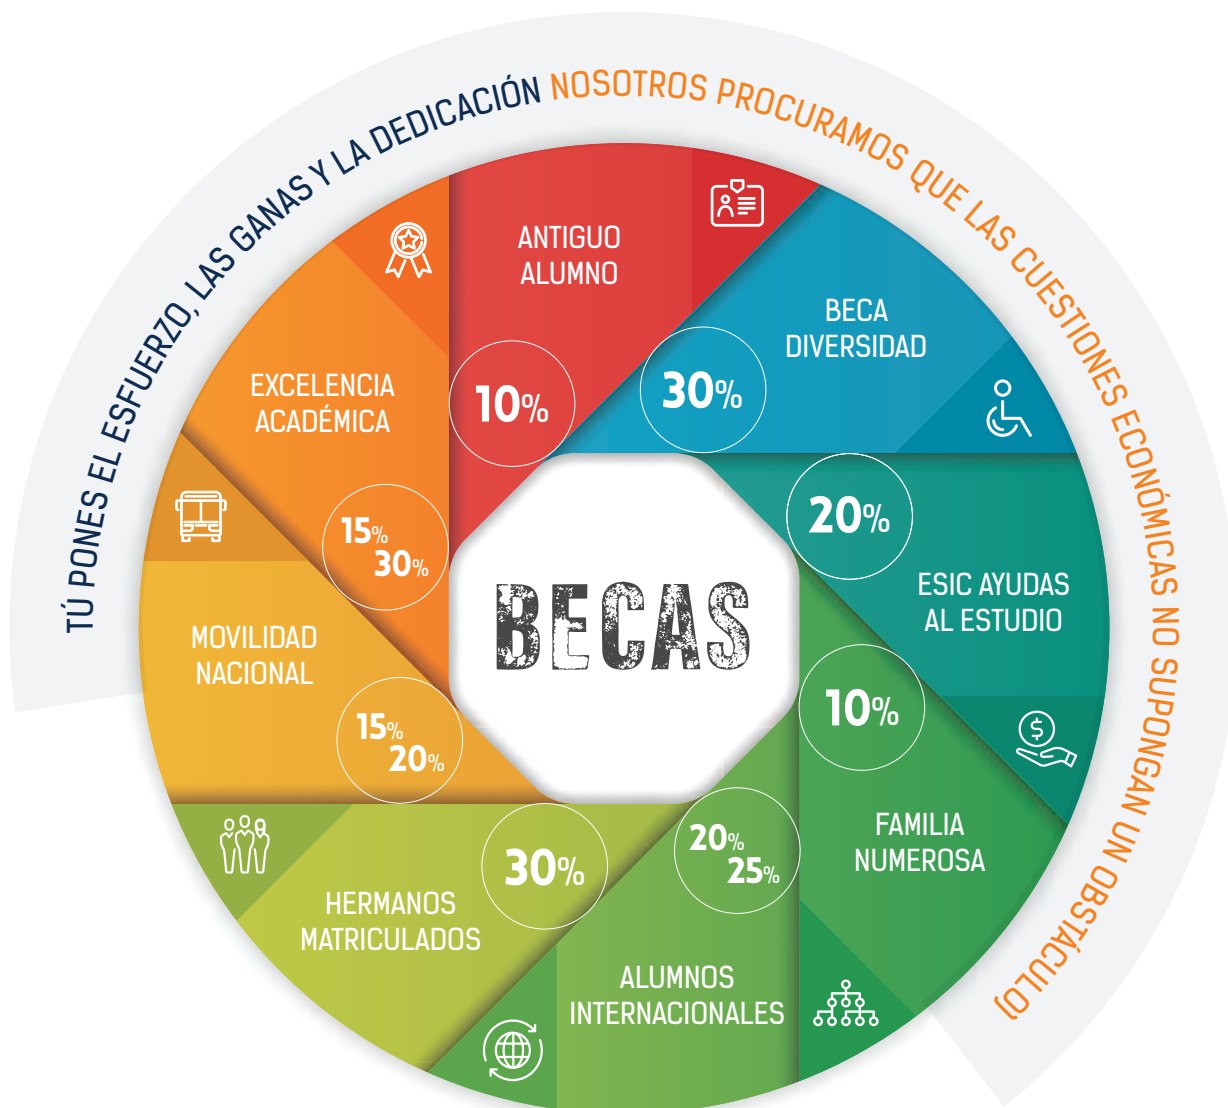 TÚ PONES EL ESFUERZO, LAS GANAS Y LA DEDICACIÓN NOSOTROS PROCURAMOS QUE LAS CUESTIONES ECONÓMICAS NO SUPONGAN UN OBSTÁCULO)
ANTIGUO
ALUMNO
10%
BECA
DIVERSIDAD
30%
20%
ESIC AYUDAS
AL ESTUDIO
10%
FAMILIA
NUMEROSA
20%
25%
ALUMNOS
INTERNACIONALES
30%
HERMANOS
MATRICULADOS
MOVILIDAD
NACIONAL
15%
20%
EXCELENCIA
ACADÉMICA
15%
30%
BECAS
$